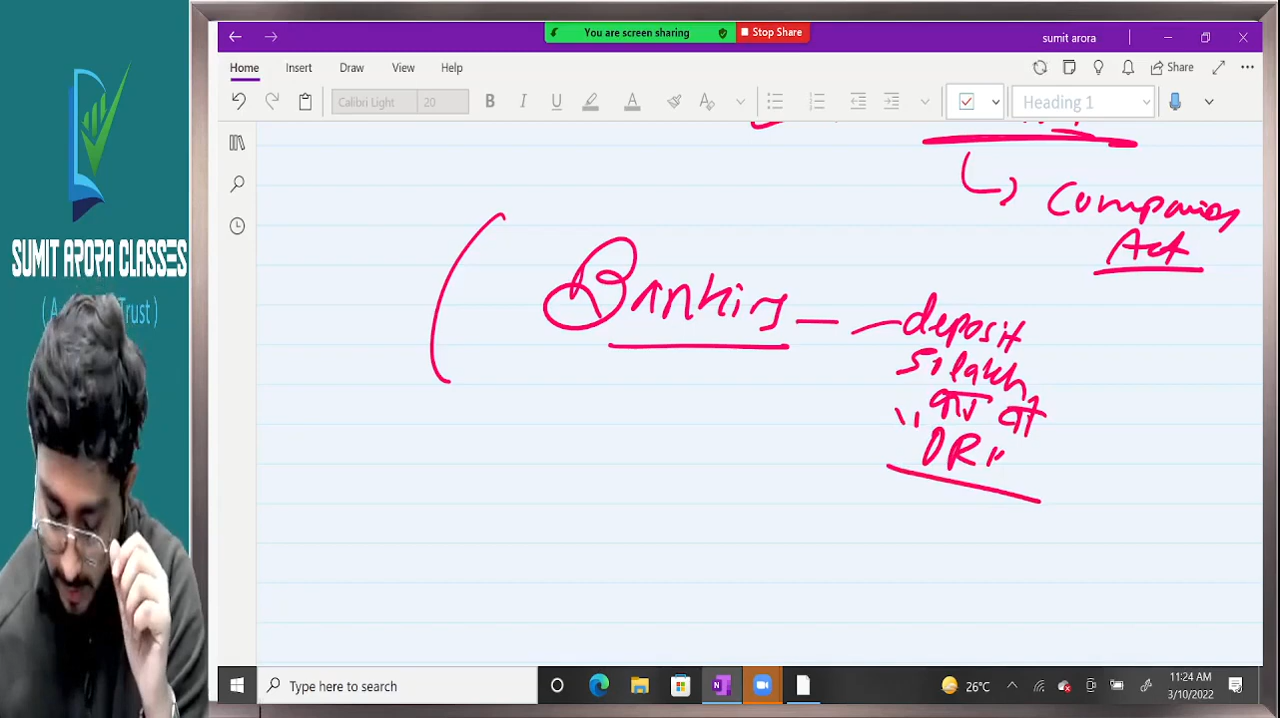 You are screen sharing
Stop Share
sumit arora
Home
Insert
Draw
View
Help
Share
Calibri Light
20
B
I
U
Heading 1
SUMIT ARORA CLASSES
Companies
Act
Banking
deposit
lakh
Type here to search
26°C
11:24 AM
3/10/2022